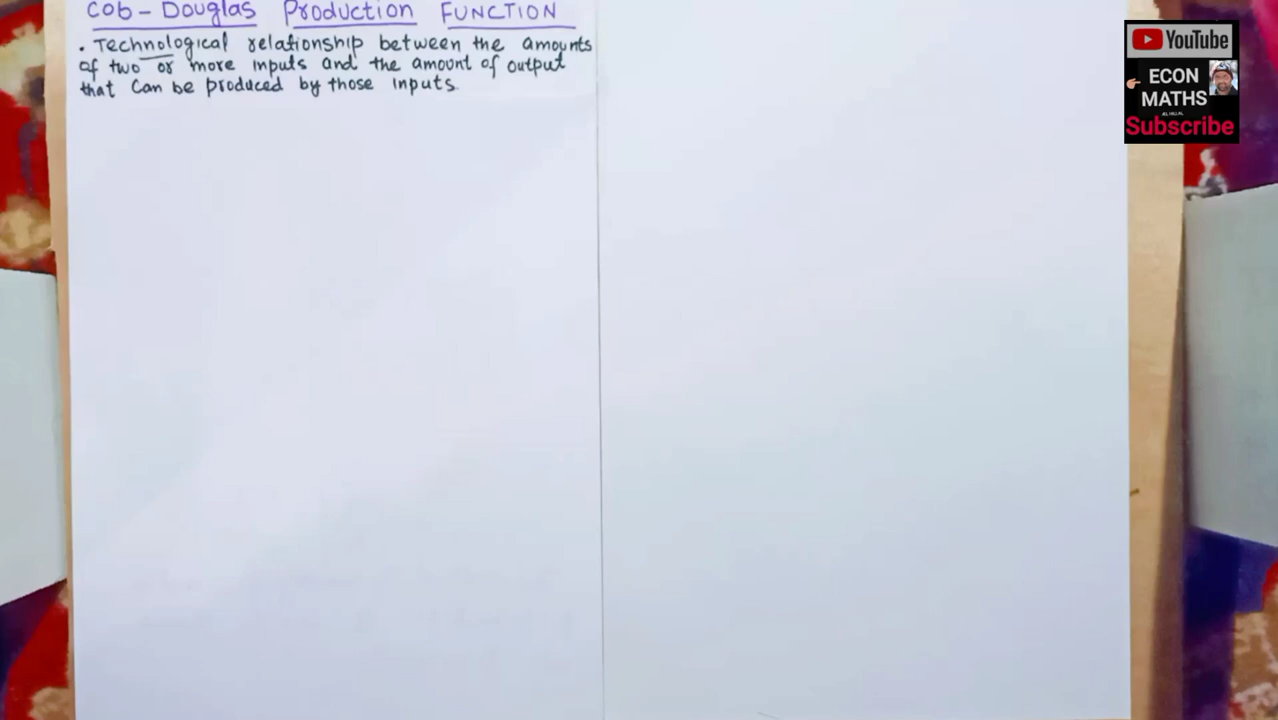 Cob-Douglas Production FUNCTION
. Technological relationship between the amounts
of two or more inputs and the amount of output
that can be produced by those inputs.
YouTube
ECON
MATHS
Subscribe